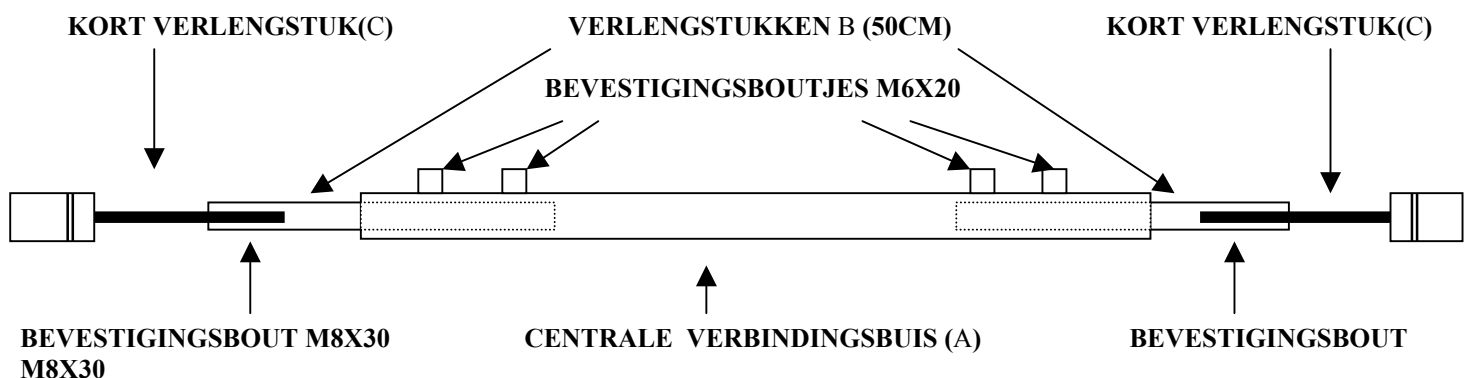 KORT VERLENGSTUK(C) VERLENGSTUKKEN B (50CM) KORT VERLENGSTUK(C)
BEVESTIGINGSBOUTJES M6X20
BEVESTIGINGSBOUT M8X30 CENTRALE VERBINDINGSBUIS (A) BEVESTIGINGSBOUT
M8X30